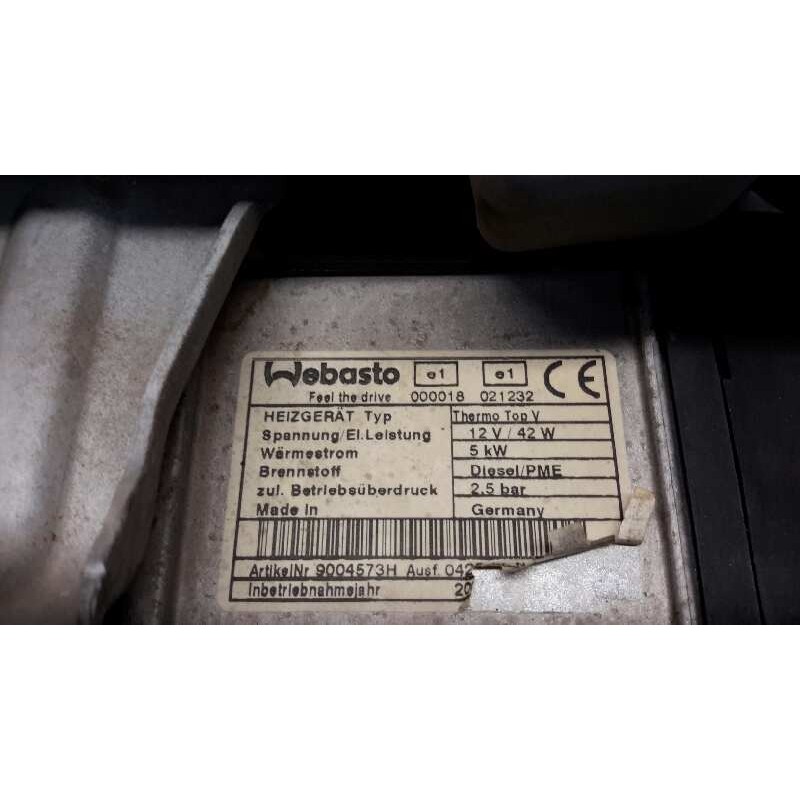 Webasto e1 e1 CE
Feel the drive 000018 021232
HEIZGERÄT Typ Thermo Top V
Spannung/El.Leistung 12 V / 42 W
Wärmestrom 5 kW
Brennstoff Diesel/PME
zul. Betriebsüberdruck 2.5 bar
Made in Germany
ArtikelNr 9004573H Ausf.
Inbetriebnahmejahr